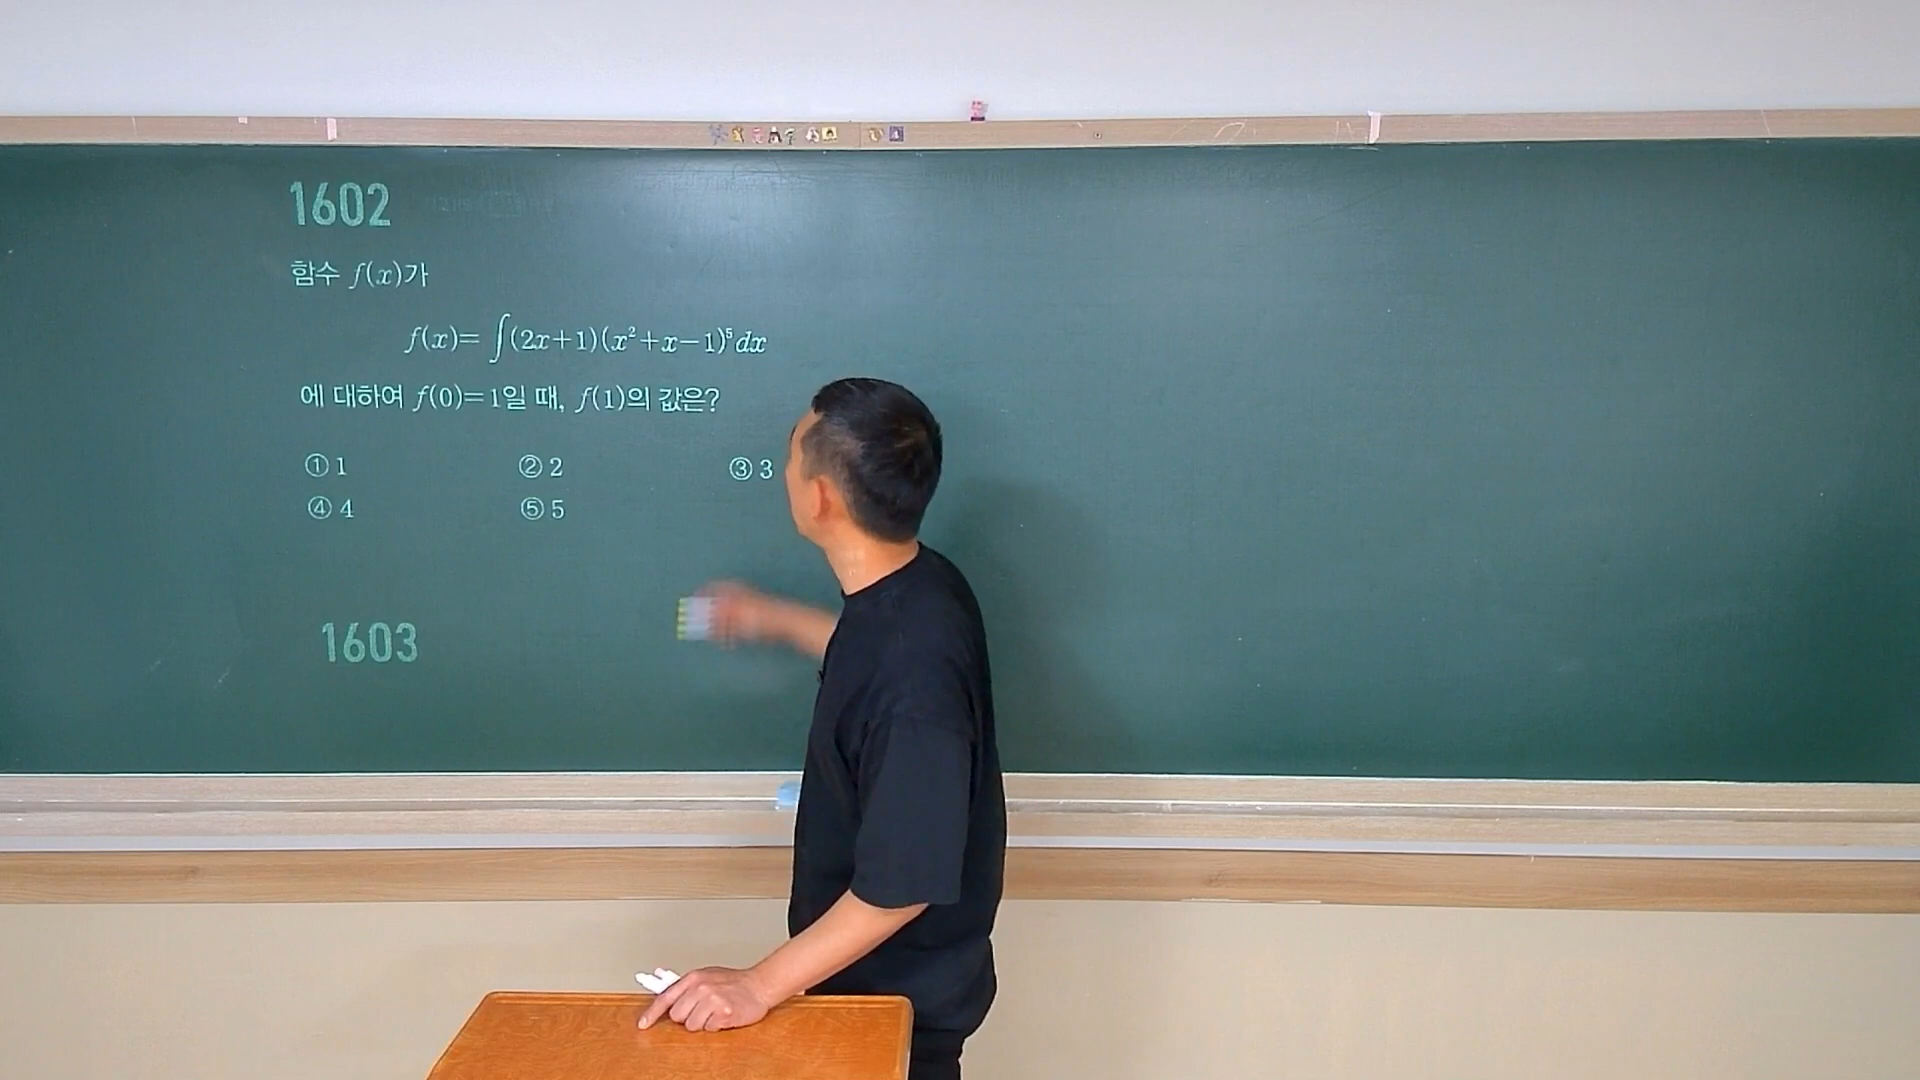 1602
함수 f(x)가
f(x)= ∫(2x+1)(x²+x−1)⁵dx
에 대하여 f(0)=1일 때, f(1)의 값은?
① 1 ② 2 ③ 3
④ 4 ⑤ 5
1603